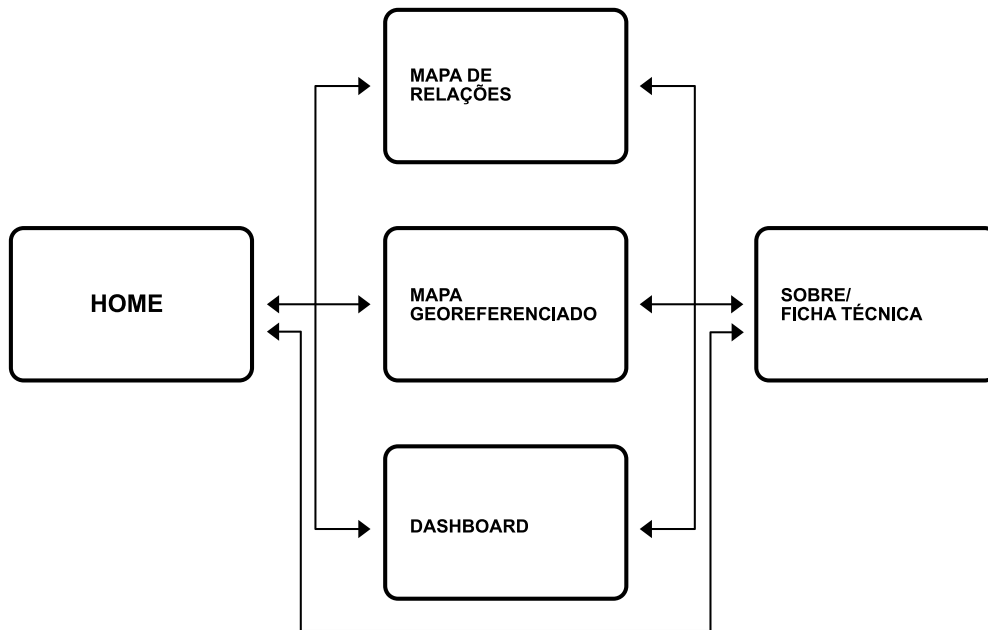 MAPA DE
RELAÇÕES
HOME
MAPA
GEOREFERENCIADO
SOBRE/
FICHA TÉCNICA
DASHBOARD